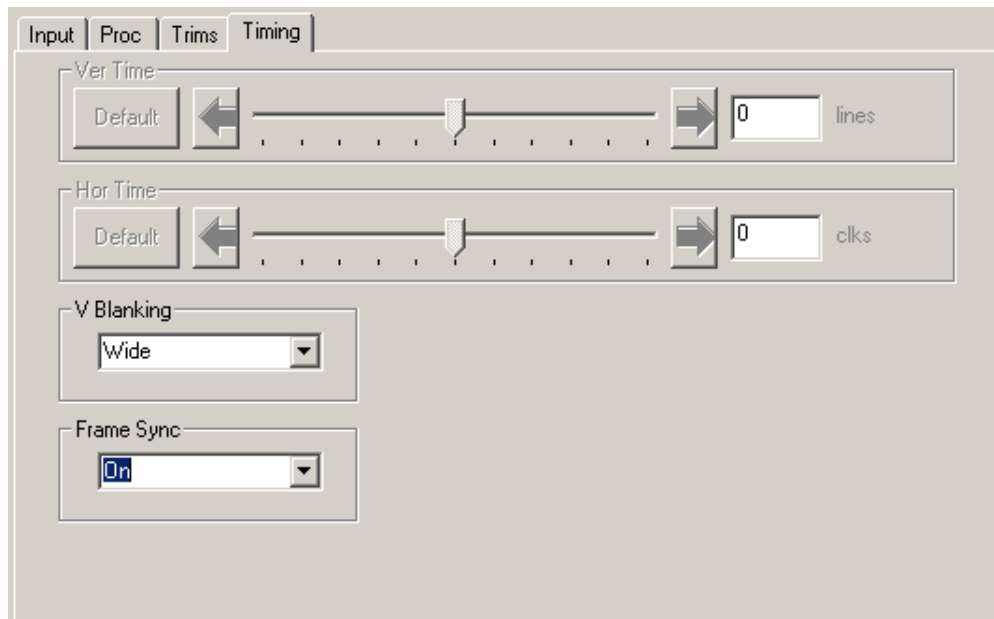 Input Proc Trims Timing
Ver Time
Default 0 lines
Hor Time
Default 0 clks
V Blanking
Wide
Frame Sync
On